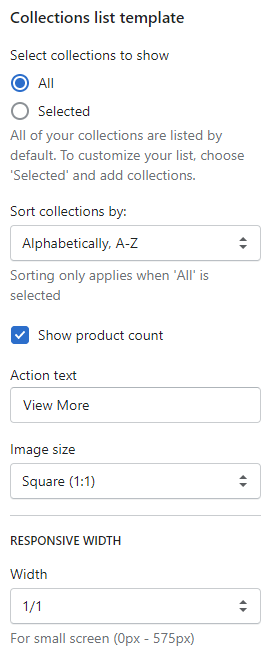 Collections list template
Select collections to show
All
Selected
All of your collections are listed by
default. To customize your list, choose
'Selected' and add collections.
Sort collections by:
Alphabetically, A-Z
Sorting only applies when 'All' is
selected
Show product count
Action text
View More
Image size
Square (1:1)
RESPONSIVE WIDTH
Width
1/1
For small screen (0px - 575px)